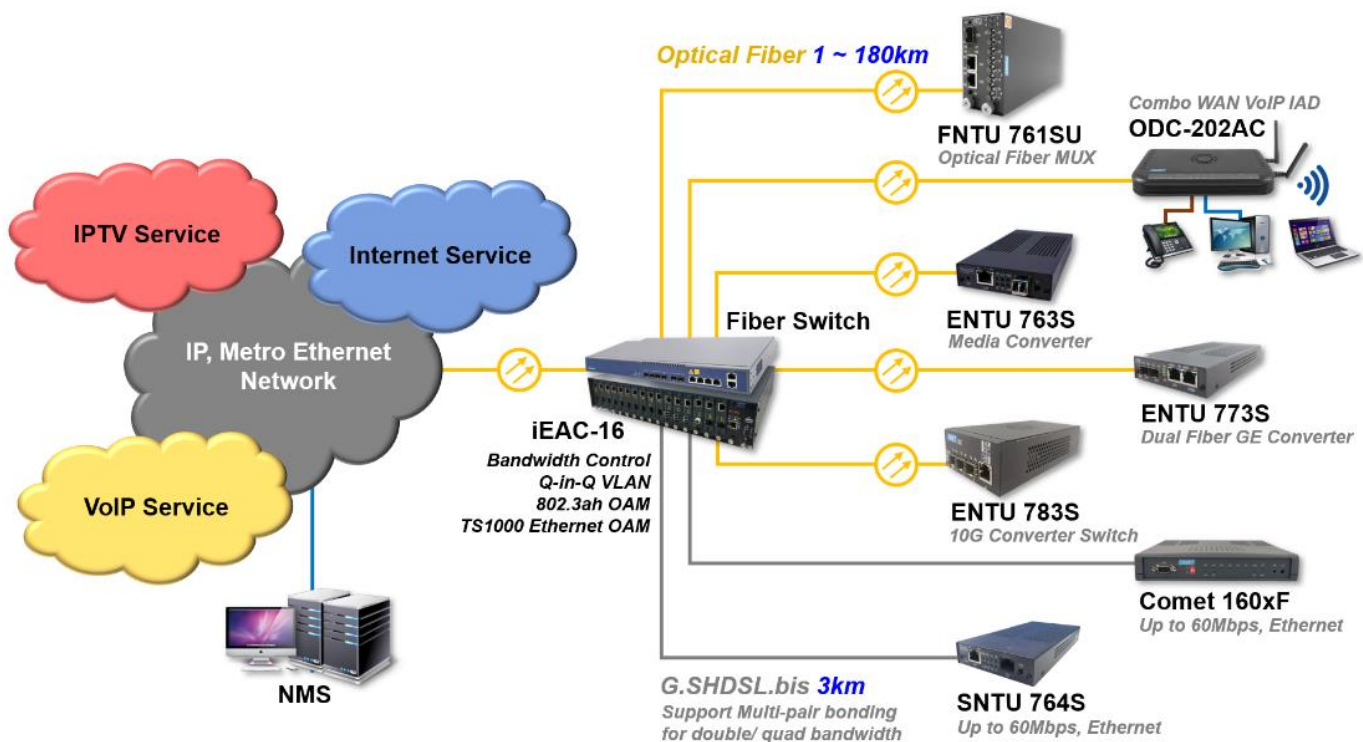 Optical Fiber 1 ~ 180km
FNTU 761SU
Optical Fiber MUX
Combo WAN VoIP IAD
ODC-202AC
IPTV Service
Internet Service
IP, Metro Ethernet
Network
VoIP Service
NMS
Fiber Switch
iEAC-16
Bandwidth Control
Q-in-Q VLAN
802.3ah OAM
TS1000 Ethernet OAM
ENTU 763S
Media Converter
ENTU 773S
Dual Fiber GE Converter
ENTU 783S
10G Converter Switch
Comet 160xF
Up to 60Mbps, Ethernet
G.SHDSL.bis 3km
Support Multi-pair bonding
for double/ quad bandwidth
SNTU 764S
Up to 60Mbps, Ethernet